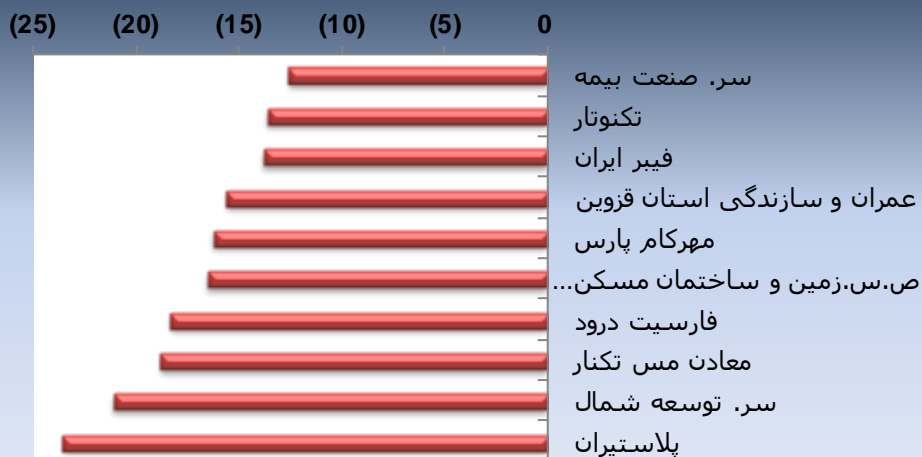 (25) (20) (15) (10) (5) 0
سر. صنعت بیمه
تکنوتار
فیبر ایران
عمران و سازندگی استان قزوین
مهرکام پارس
ص.س.زمین و ساختمان مسکن...
فارسیت درود
معادن مس تکنار
سر. توسعه شمال
پلاستیران